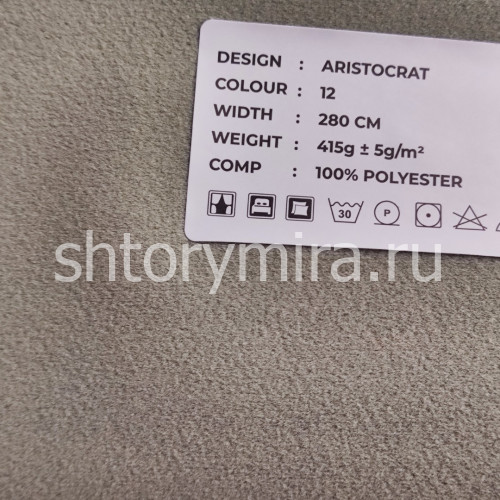 DESIGN : ARISTOCRAT
COLOUR : 12
WIDTH : 280 CM
WEIGHT : 415g ± 5g/m²
COMP : 100% POLYESTER
30 P
shtorymira.ru